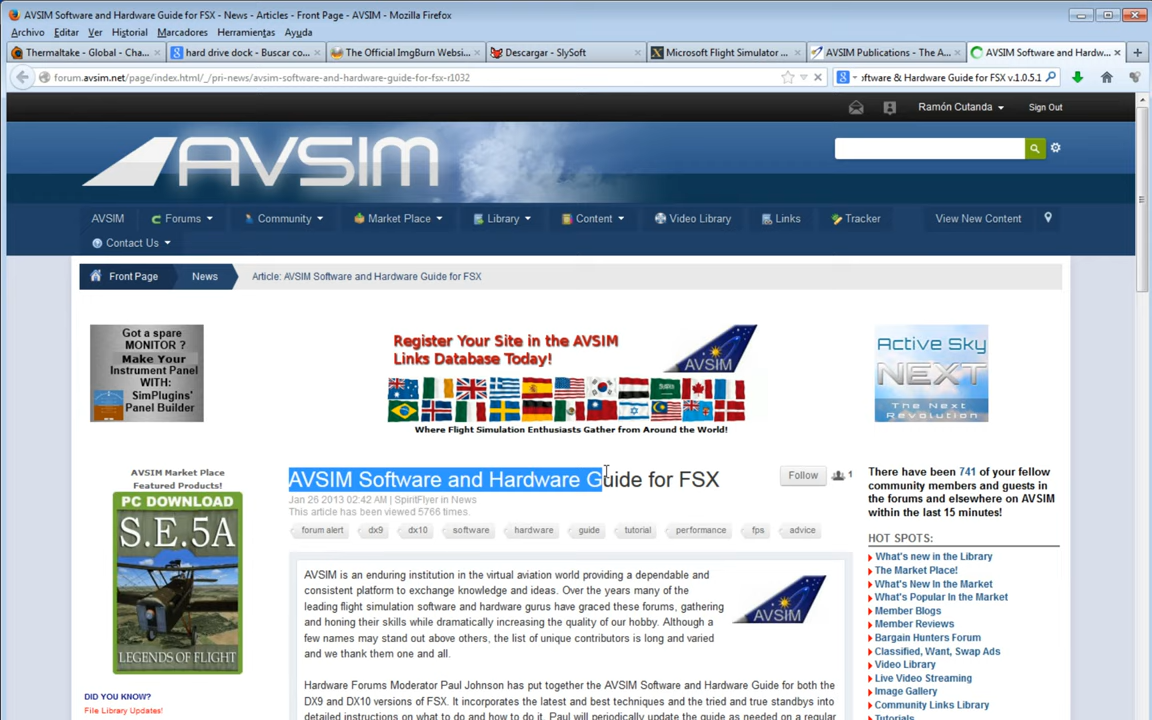 AVSIM Software and Hardware Guide for FSX - News - Articles - Front Page - AVSIM - Mozilla Firefox
Archivo Editar Ver Historial Marcadores Herramientas Ayuda
Thermaltake - Global - Cha...
hard drive dock - Buscar co...
The Official ImgBurn Websi...
Descargar - SlySoft
Microsoft Flight Simulator ...
AVSIM Publications - The A...
AVSIM Software and Hardw...
forum.avsim.net/page/index.html/_/pri-news/avsim-software-and-hardware-guide-for-fsx-r1032
ftware & Hardware Guide for FSX v.1.0.5.1
Ramón Cutanda
Sign Out
AVSIM
AVSIM Forums Community Market Place Library Content Video Library Links Tracker View New Content
Contact Us
Front Page News Article: AVSIM Software and Hardware Guide for FSX
Got a spare
MONITOR ?
Make Your
Instrument Panel
WITH:
SimPlugins'
Panel Builder
Register Your Site in the AVSIM
Links Database Today!
AVSIM
Where Flight Simulation Enthusiasts Gather from Around the World!
Active Sky
NEXT
The Next
Revolution
AVSIM Market Place
Featured Products!
PC DOWNLOAD
S.E.5A
LEGENDS OF FLIGHT
DID YOU KNOW?
File Library Updates!
AVSIM Software and Hardware Guide for FSX
Follow
1
Jan 26 2013 02:42 AM | SpiritFlyer in News
This article has been viewed 5766 times.
forum alert dx9 dx10 software hardware guide tutorial performance fps advice
AVSIM is an enduring institution in the virtual aviation world providing a dependable and
consistent platform to exchange knowledge and ideas. Over the years many of the
leading flight simulation software and hardware gurus have graced these forums, gathering
and honing their skills while dramatically increasing the quality of our hobby. Although a
few names may stand out above others, the list of unique contributors is long and varied
and we thank them one and all.
AVSIM
Hardware Forums Moderator Paul Johnson has put together the AVSIM Software and Hardware Guide for both the
DX9 and DX10 versions of FSX. It incorporates the latest and best techniques and the tried and true standbys into
detailed instructions on what to do and how to do it. Paul will periodically update the guide as needed on a regular
There have been 741 of your fellow
community members and guests in
the forums and elsewhere on AVSIM
within the last 15 minutes!
HOT SPOTS:
What's new in the Library
The Market Place!
What's New In the Market
What's Popular In the Market
Member Blogs
Member Reviews
Bargain Hunters Forum
Classified, Want, Swap Ads
Video Library
Live Video Streaming
Image Gallery
Community Links Library
Tutorials